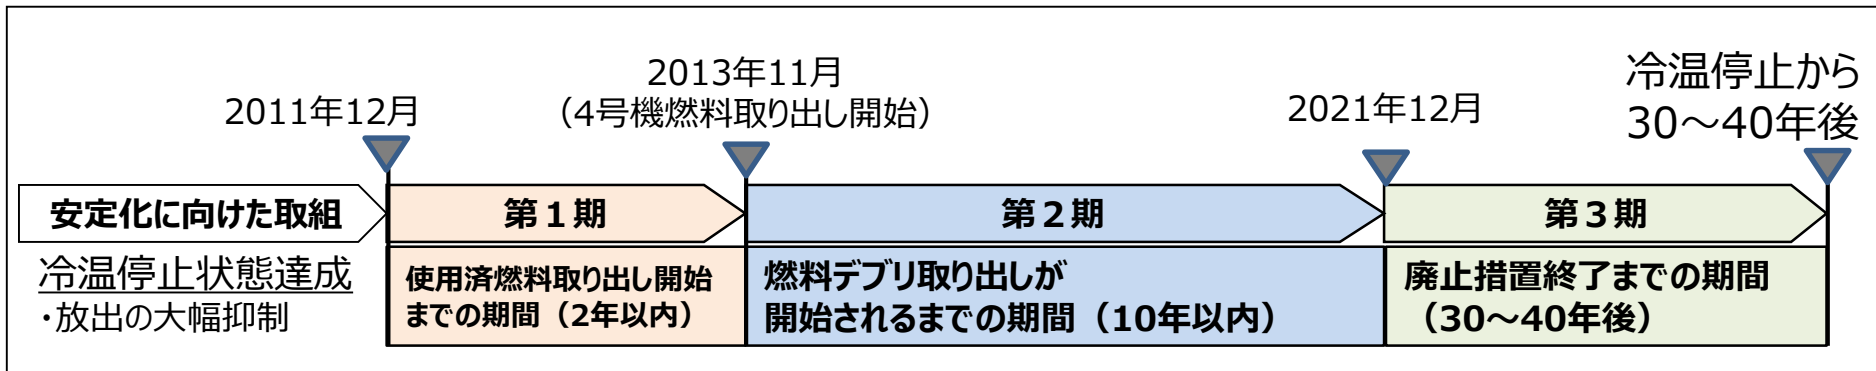 2011年12月
2013年11月
（4号機燃料取り出し開始）
2021年12月
冷温停止から
30～40年後
安定化に向けた取組
第１期
第２期
第３期
冷温停止状態達成
・放出の大幅抑制
使用済燃料取り出し開始
までの期間（2年以内）
燃料デブリ取り出しが
開始されるまでの期間（10年以内）
廃止措置終了までの期間
（30～40年後）